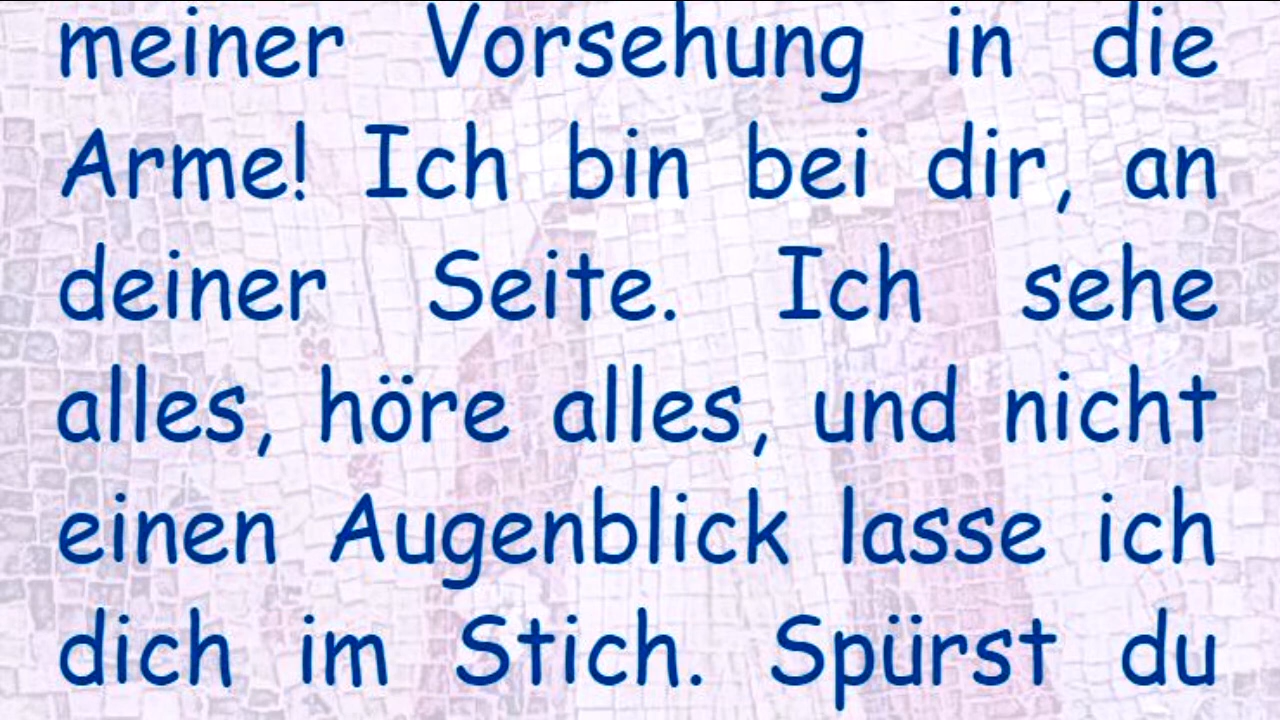 meiner Vorsehung in die
Arme! Ich bin bei dir, an
deiner Seite. Ich sehe
alles, höre alles, und nicht
einen Augenblick lasse ich
dich im Stich. Spürst du